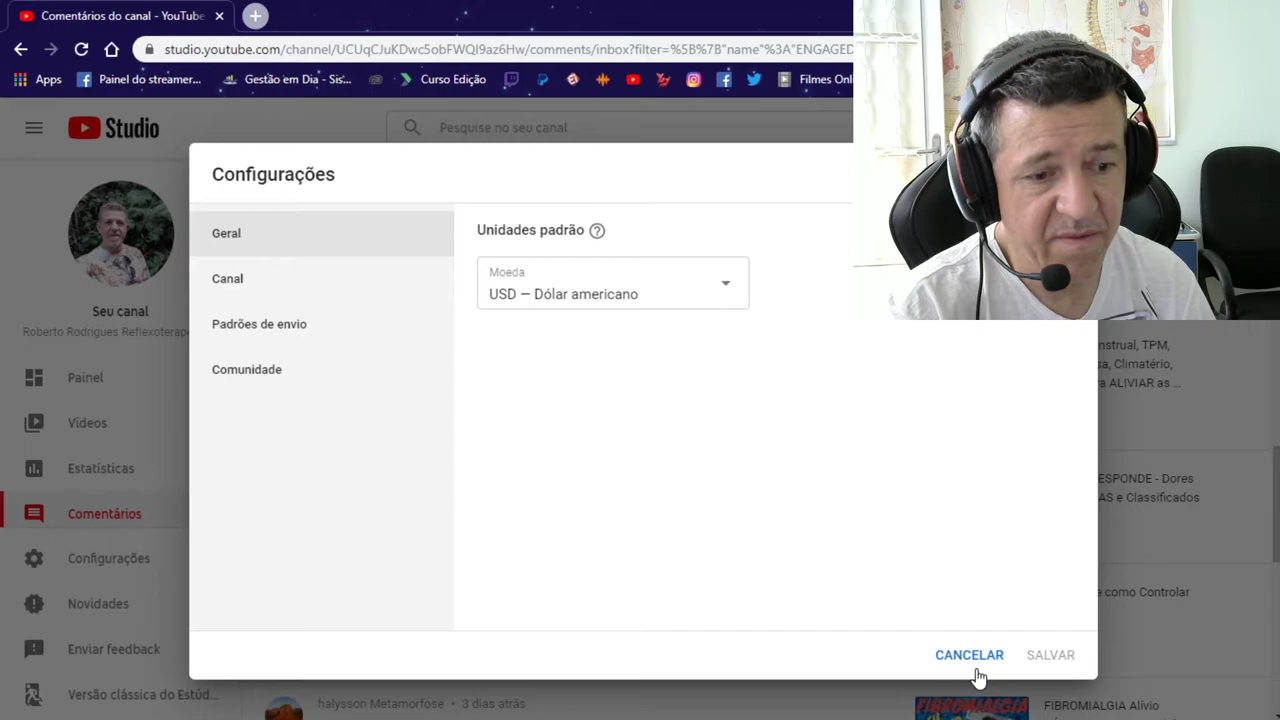 Comentários do canal - YouTube
studio.youtube.com/channel/UCUqCJuKDwc5obFWQI9az6Hw/comments/inbox?filter=%5B%7B"name"%3A"ENGAGED
Apps
Painel do streamer...
Gestão em Dia - Sis...
Curso Edição
Filmes Onl
Studio
Pesquise no seu canal
Configurações
Geral
Canal
Padrões de envio
Comunidade
Unidades padrão
Moeda
USD — Dólar americano
CANCELAR
SALVAR
Seu canal
Roberto Rodrigues Reflexoterape
Painel
Vídeos
Estatísticas
Comentários
Configurações
Novidades
Enviar feedback
Versão clássica do Estúd...
nstrual, TPM,
sa, Climatério,
ra ALIVIAR as ...
ESPONDE - Dores
AS e Classificados
e como Controlar
halysson Metamorfose • 3 dias atrás
FIBROMIALGIA
FIBROMIALGIA Alívio